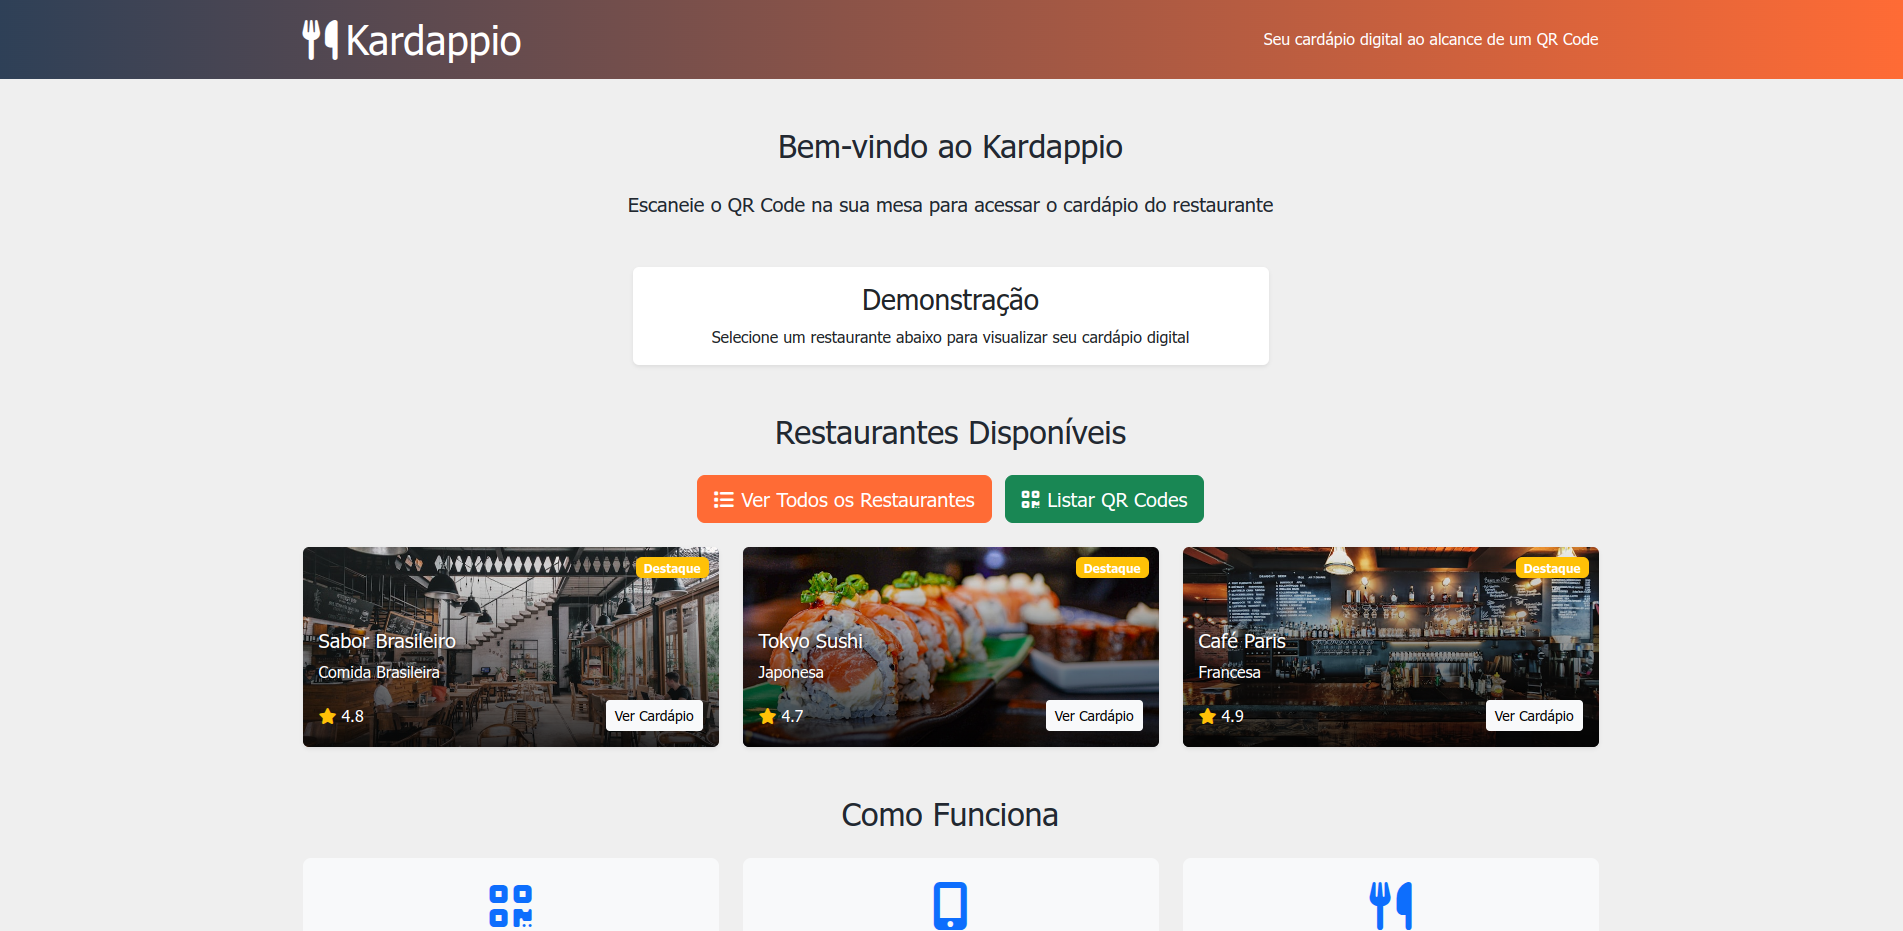 Kardappio
Seu cardápio digital ao alcance de um QR Code
Bem-vindo ao Kardappio
Escaneie o QR Code na sua mesa para acessar o cardápio do restaurante
Demonstração
Selecione um restaurante abaixo para visualizar seu cardápio digital
Restaurantes Disponíveis
Ver Todos os Restaurantes
Listar QR Codes
Destaque
Sabor Brasileiro
Comida Brasileira
4.8
Ver Cardápio
Destaque
Tokyo Sushi
Japonesa
4.7
Ver Cardápio
Destaque
Café Paris
Francesa
4.9
Ver Cardápio
Como Funciona